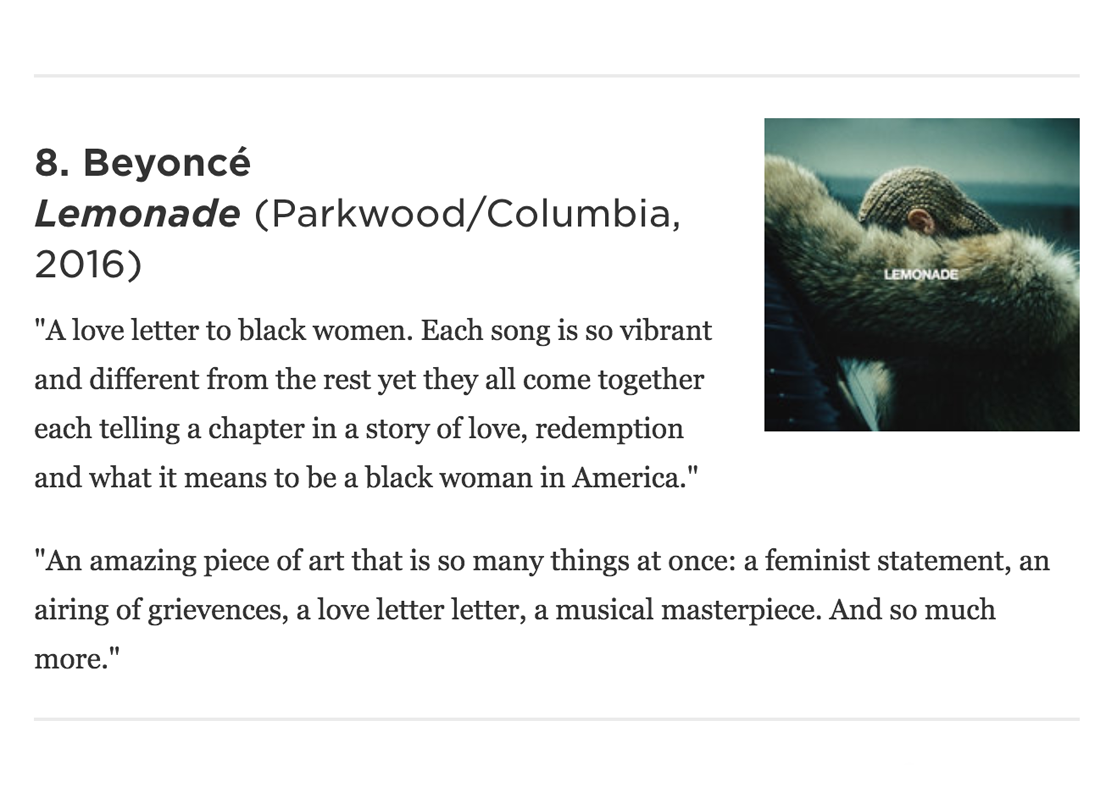 8. Beyoncé
Lemonade (Parkwood/Columbia,
2016)
"A love letter to black women. Each song is so vibrant
and different from the rest yet they all come together
each telling a chapter in a story of love, redemption
and what it means to be a black woman in America."
LEMONADE
"An amazing piece of art that is so many things at once: a feminist statement, an
airing of grievences, a love letter letter, a musical masterpiece. And so much
more."